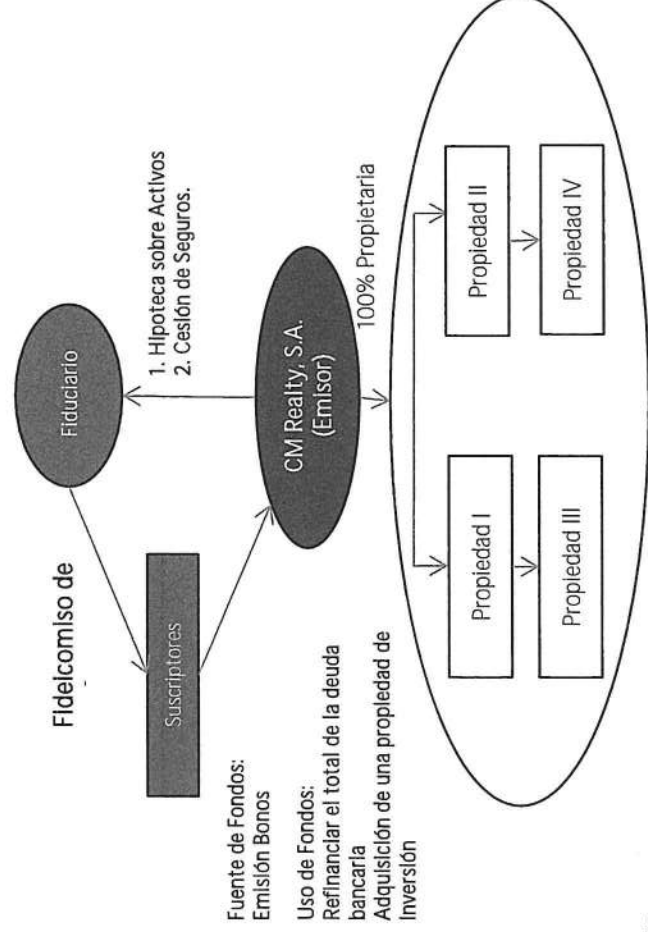 Fiduciario
Fideicomiso de
1. Hipoteca sobre Activos
2. Cesión de Seguros.
Suscriptores
Fuente de Fondos:
Emisión Bonos
CM Realty, S.A.
(Emisor)
Uso de Fondos:
Refinanciar el total de la deuda
bancaria
Adquisición de una propiedad de
Inversión
100% Propietaria
Propiedad I
Propiedad II
Propiedad III
Propiedad IV